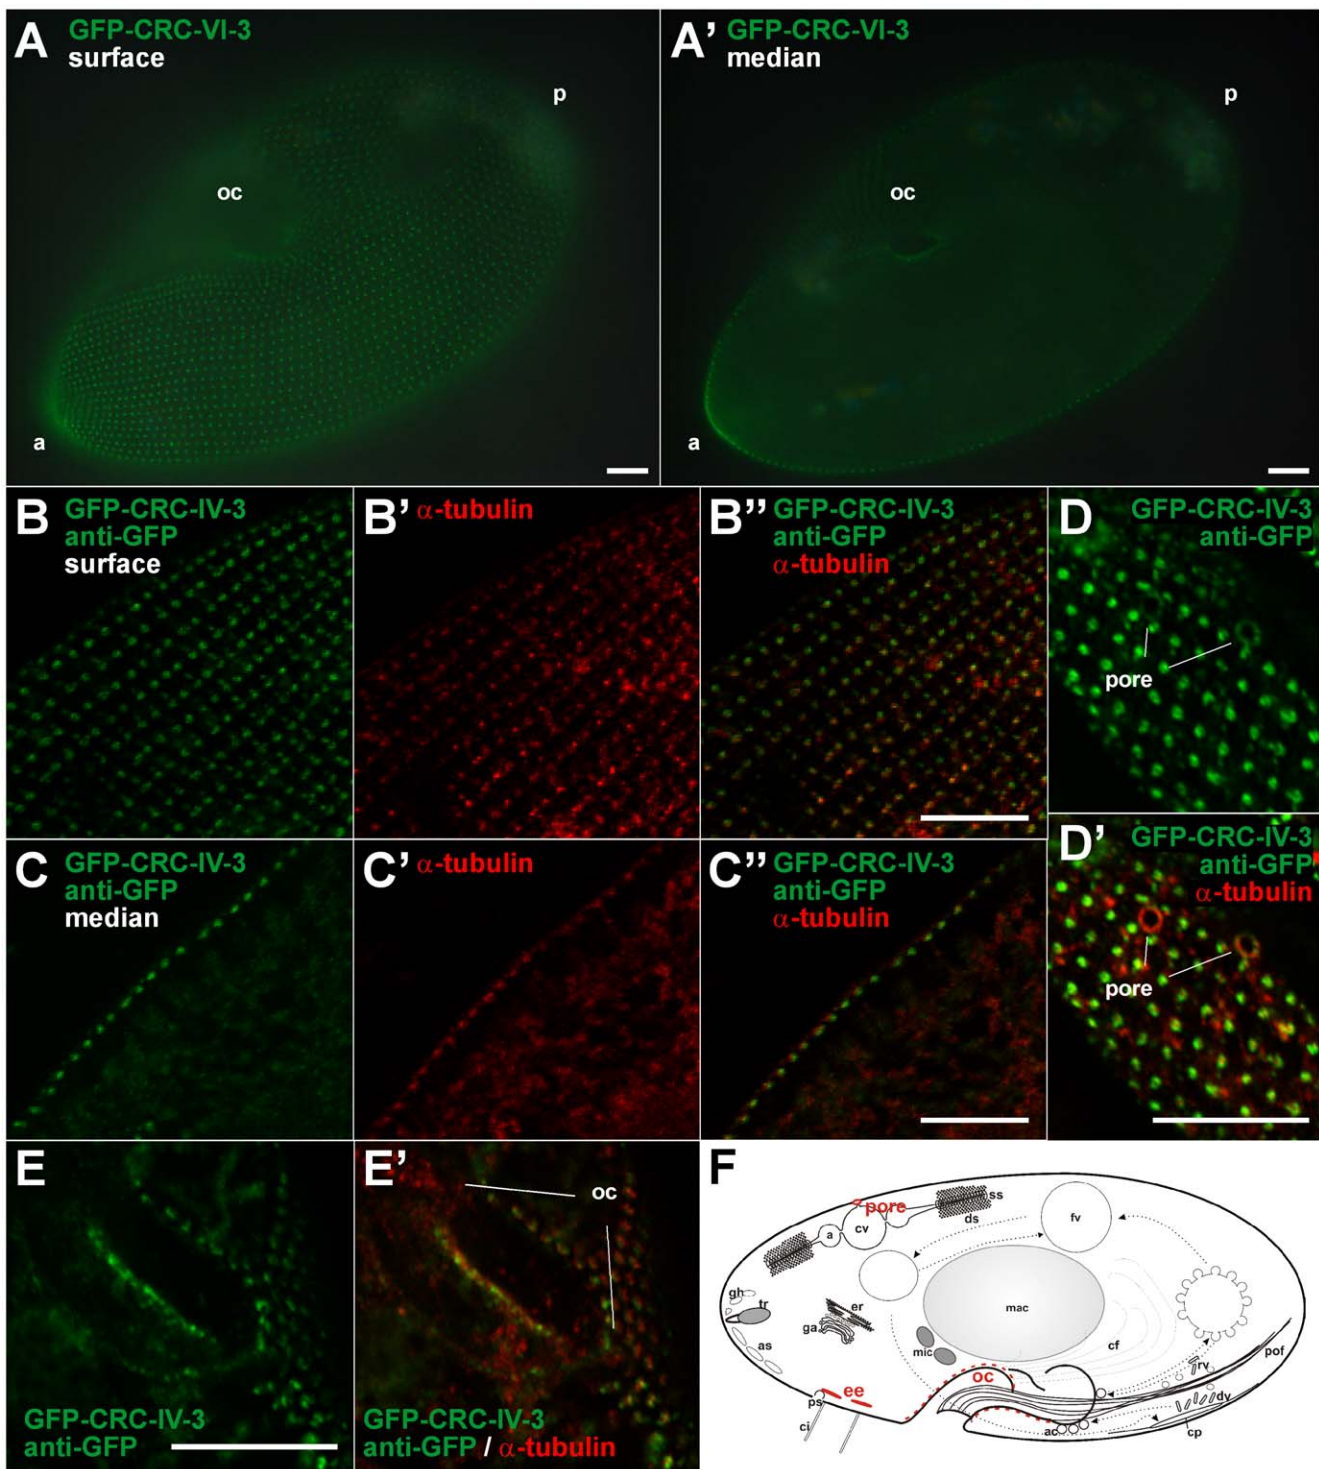 A GFP-CRC-VI-3
surface
p
oc
a
A' GFP-CRC-VI-3
median
p
oc
a
B GFP-CRC-IV-3
anti-GFP
surface
B' α-tubulin
B'' GFP-CRC-IV-3
anti-GFP
α-tubulin
D GFP-CRC-IV-3
anti-GFP
pore
C GFP-CRC-IV-3
anti-GFP
median
C' α-tubulin
C'' GFP-CRC-IV-3
anti-GFP
α-tubulin
D' GFP-CRC-IV-3
anti-GFP
α-tubulin
pore
E
GFP-CRC-IV-3
anti-GFP
E'
oc
GFP-CRC-IV-3
anti-GFP / α-tubulin
F
pore
ss
ds
a
cv
fv
gh
tr
er
ga
mac
as
mic
cf
rv
pof
oc
ee
ps
ci
dv
ac
cp